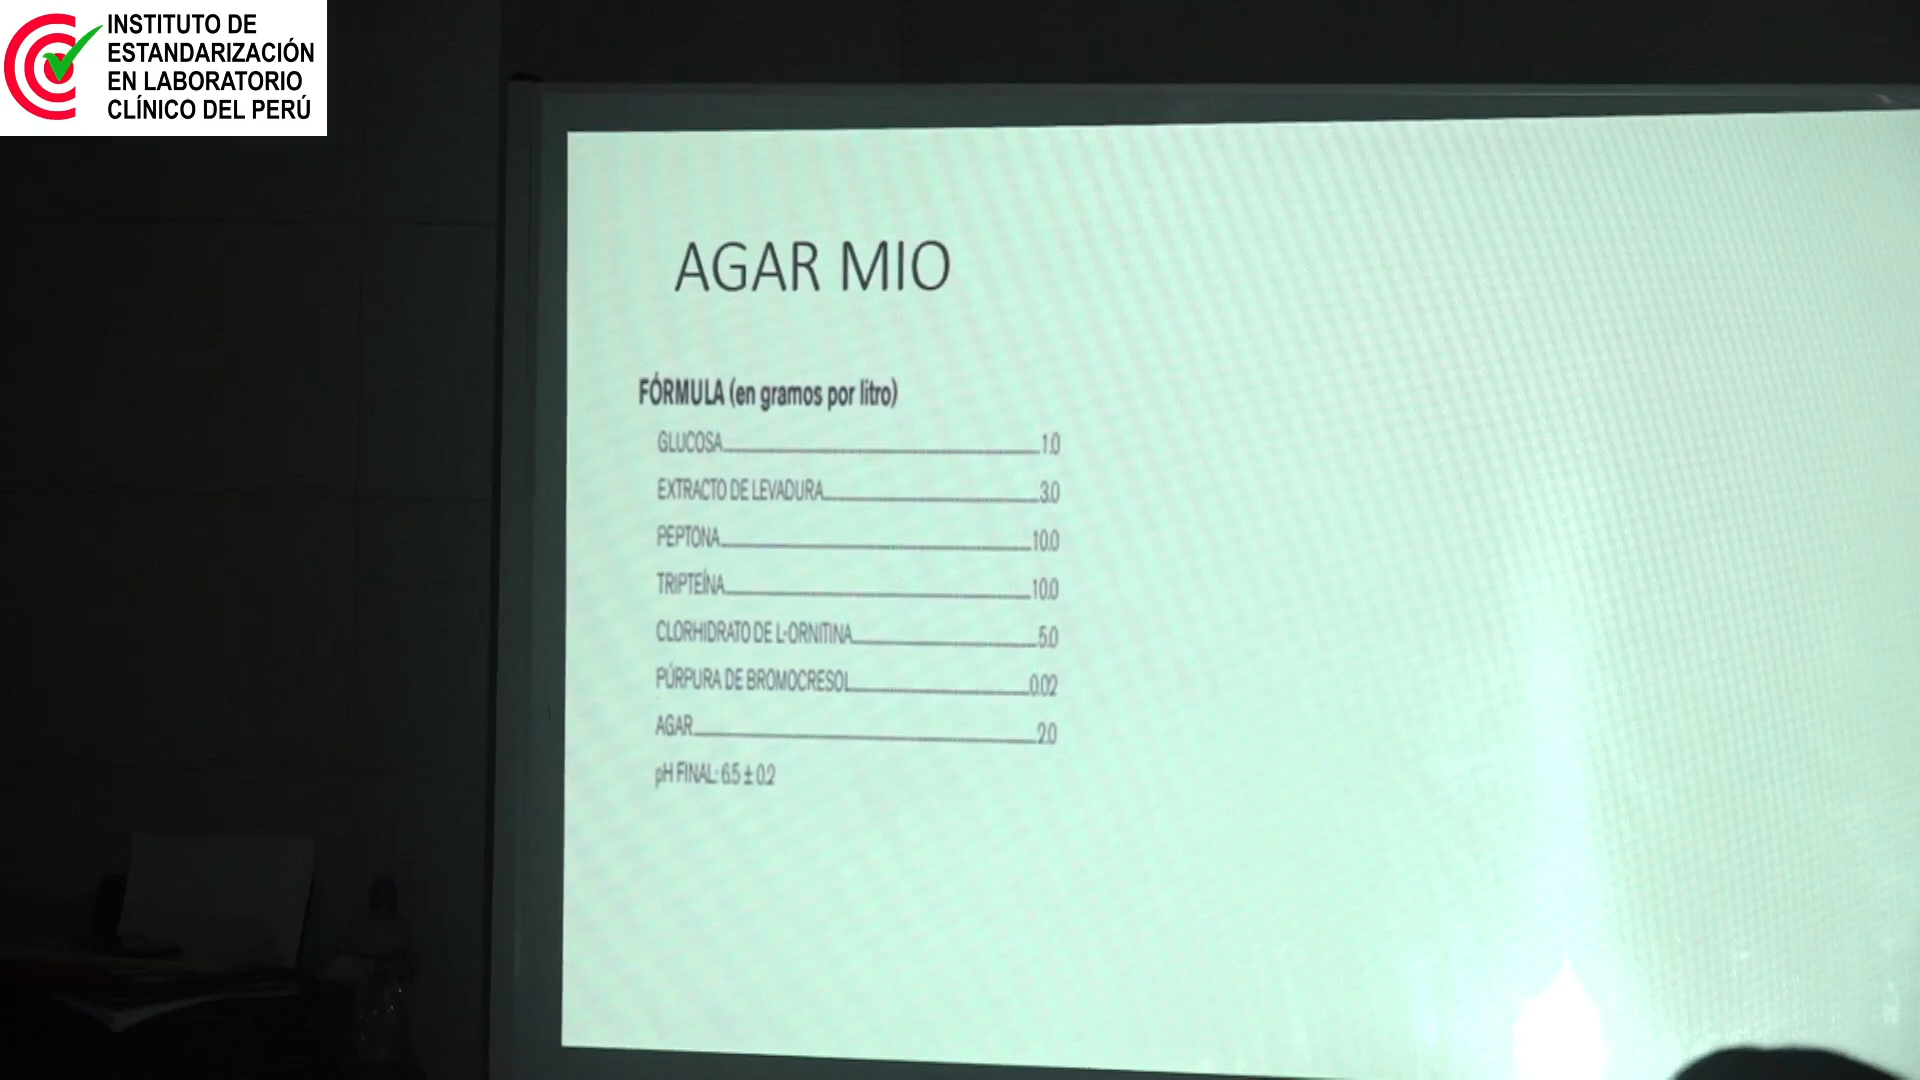 INSTITUTO DE
ESTANDARIZACIÓN
EN LABORATORIO
CLÍNICO DEL PERÚ
AGAR MIO
FÓRMULA (en gramos por litro)
GLUCOSA 1.0
EXTRACTO DE LEVADURA 3.0
PEPTONA 10.0
TRIPTEÍNA 10.0
CLORHIDRATO DE L-ORNITINA 5.0
PÚRPURA DE BROMOCRESOL 0.02
AGAR 2.0
pH FINAL: 6.5 ± 0.2